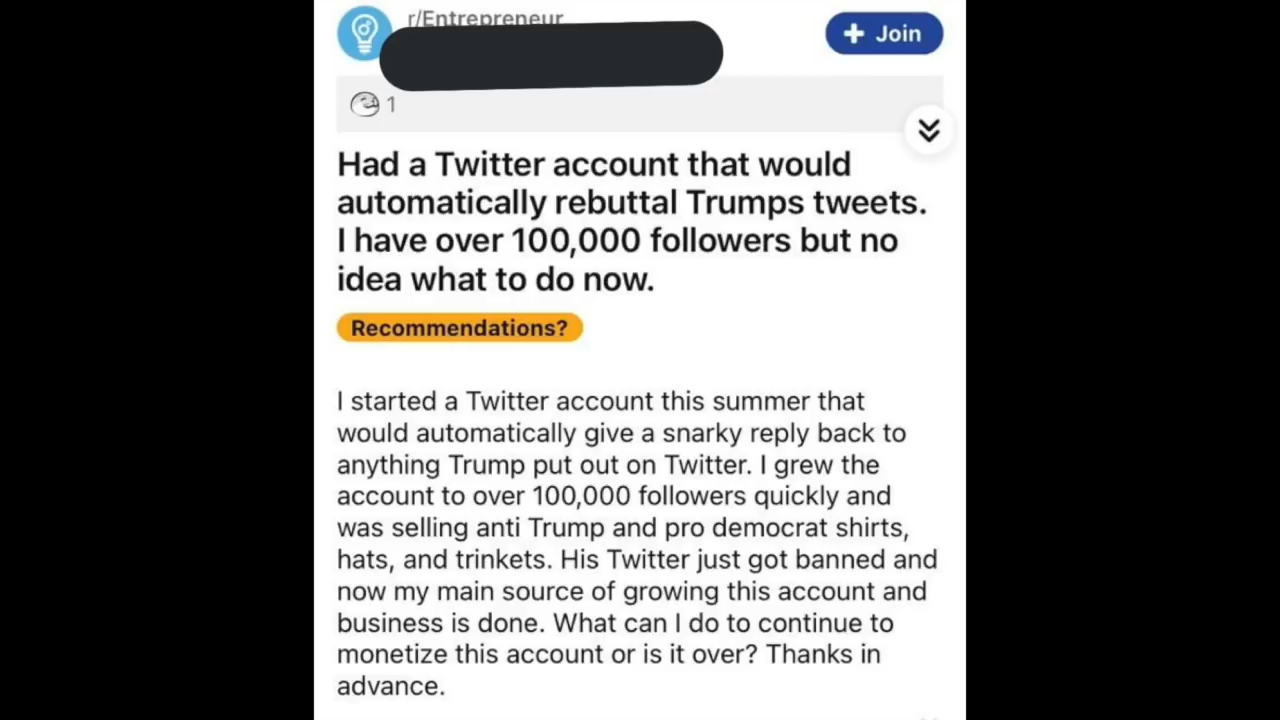 r/Entrepreneur
+ Join
1
Had a Twitter account that would
automatically rebuttal Trumps tweets.
I have over 100,000 followers but no
idea what to do now.
Recommendations?
I started a Twitter account this summer that
would automatically give a snarky reply back to
anything Trump put out on Twitter. I grew the
account to over 100,000 followers quickly and
was selling anti Trump and pro democrat shirts,
hats, and trinkets. His Twitter just got banned and
now my main source of growing this account and
business is done. What can I do to continue to
monetize this account or is it over? Thanks in
advance.